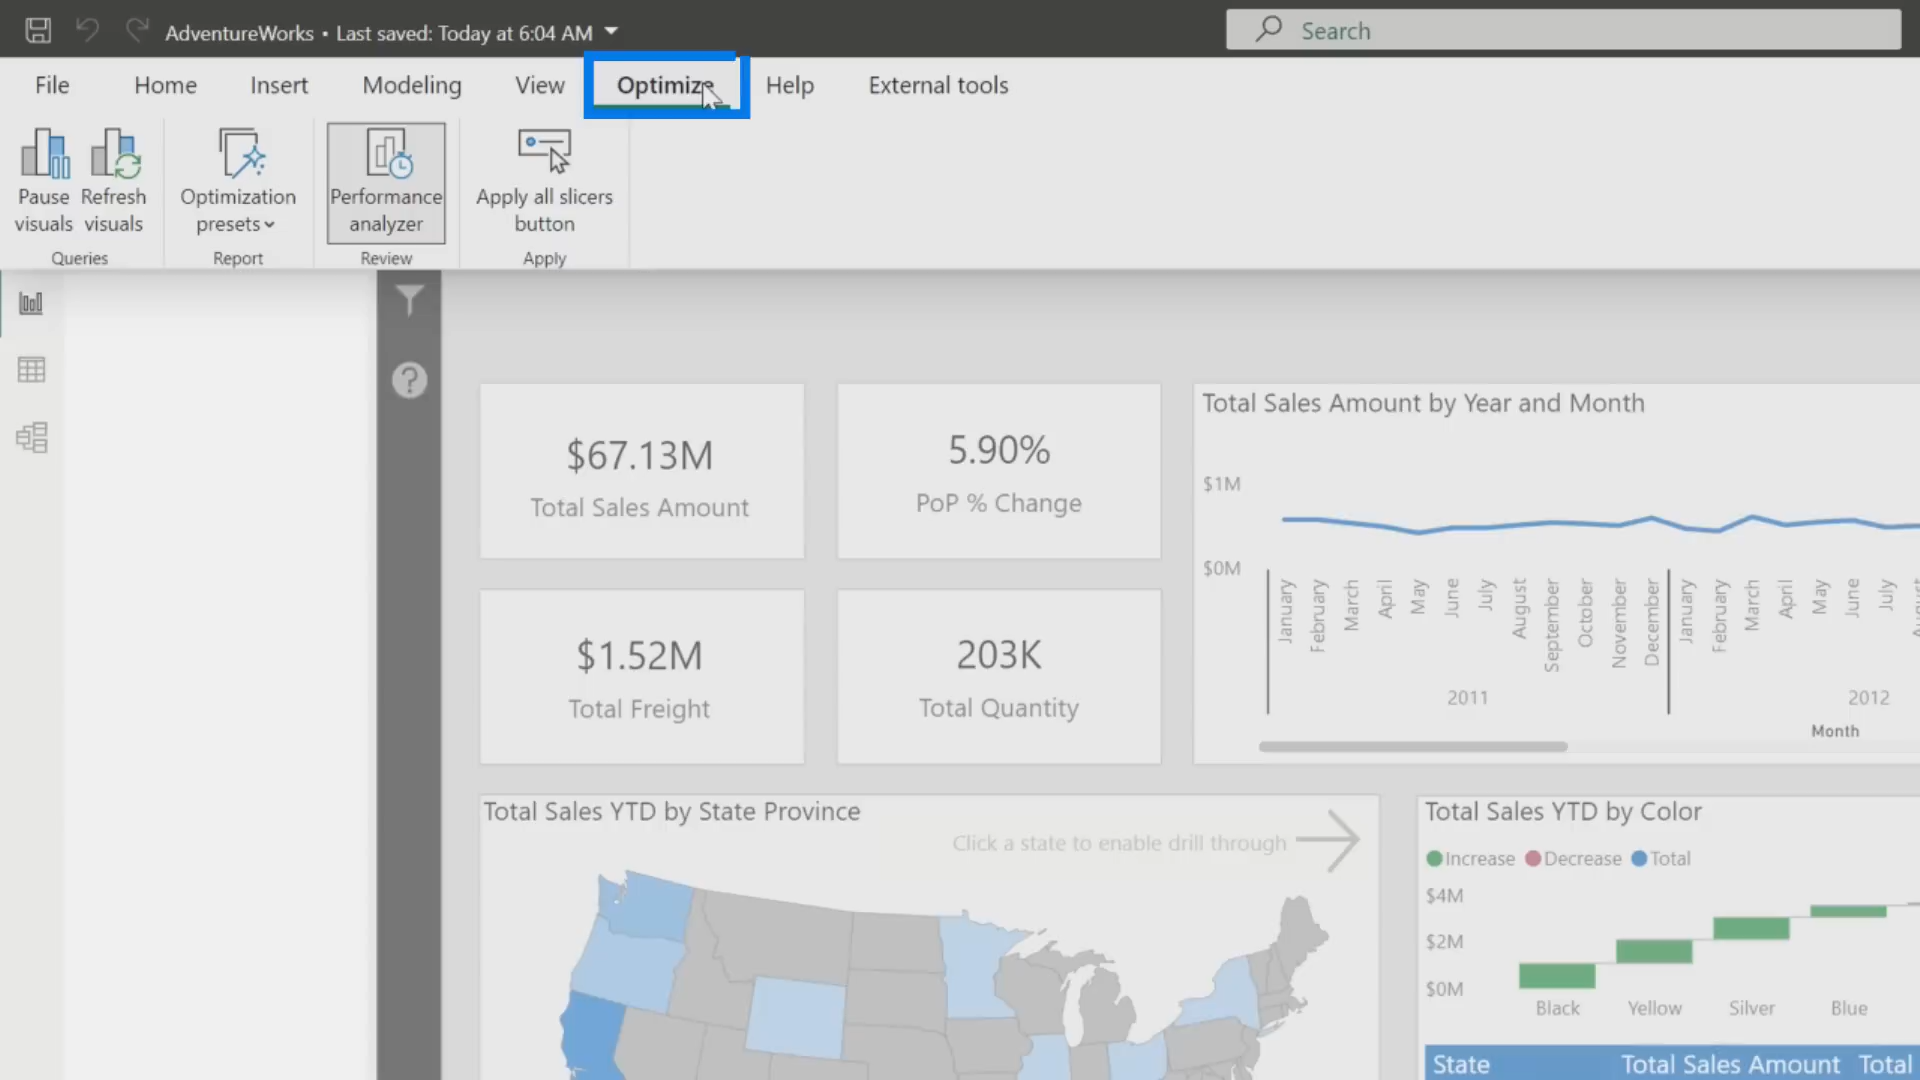 AdventureWorks • Last saved: Today at 6:04 AM
Search
File Home Insert Modeling View Optimize Help External tools
Pause visuals
Refresh visuals
Optimization presets
Performance analyzer
Apply all slicers button
Queries Report Review Apply
$67.13M
Total Sales Amount
5.90%
PoP % Change
$1.52M
Total Freight
203K
Total Quantity
Total Sales Amount by Year and Month
$1M
$0M
January February March April May June July August September October November December January February March April May June July
2011 2012
Month
Total Sales YTD by State Province
Click a state to enable drill through
Total Sales YTD by Color
Increase Decrease Total
$4M
$2M
$0M
Black Yellow Silver Blue
State Total Sales Amount Total